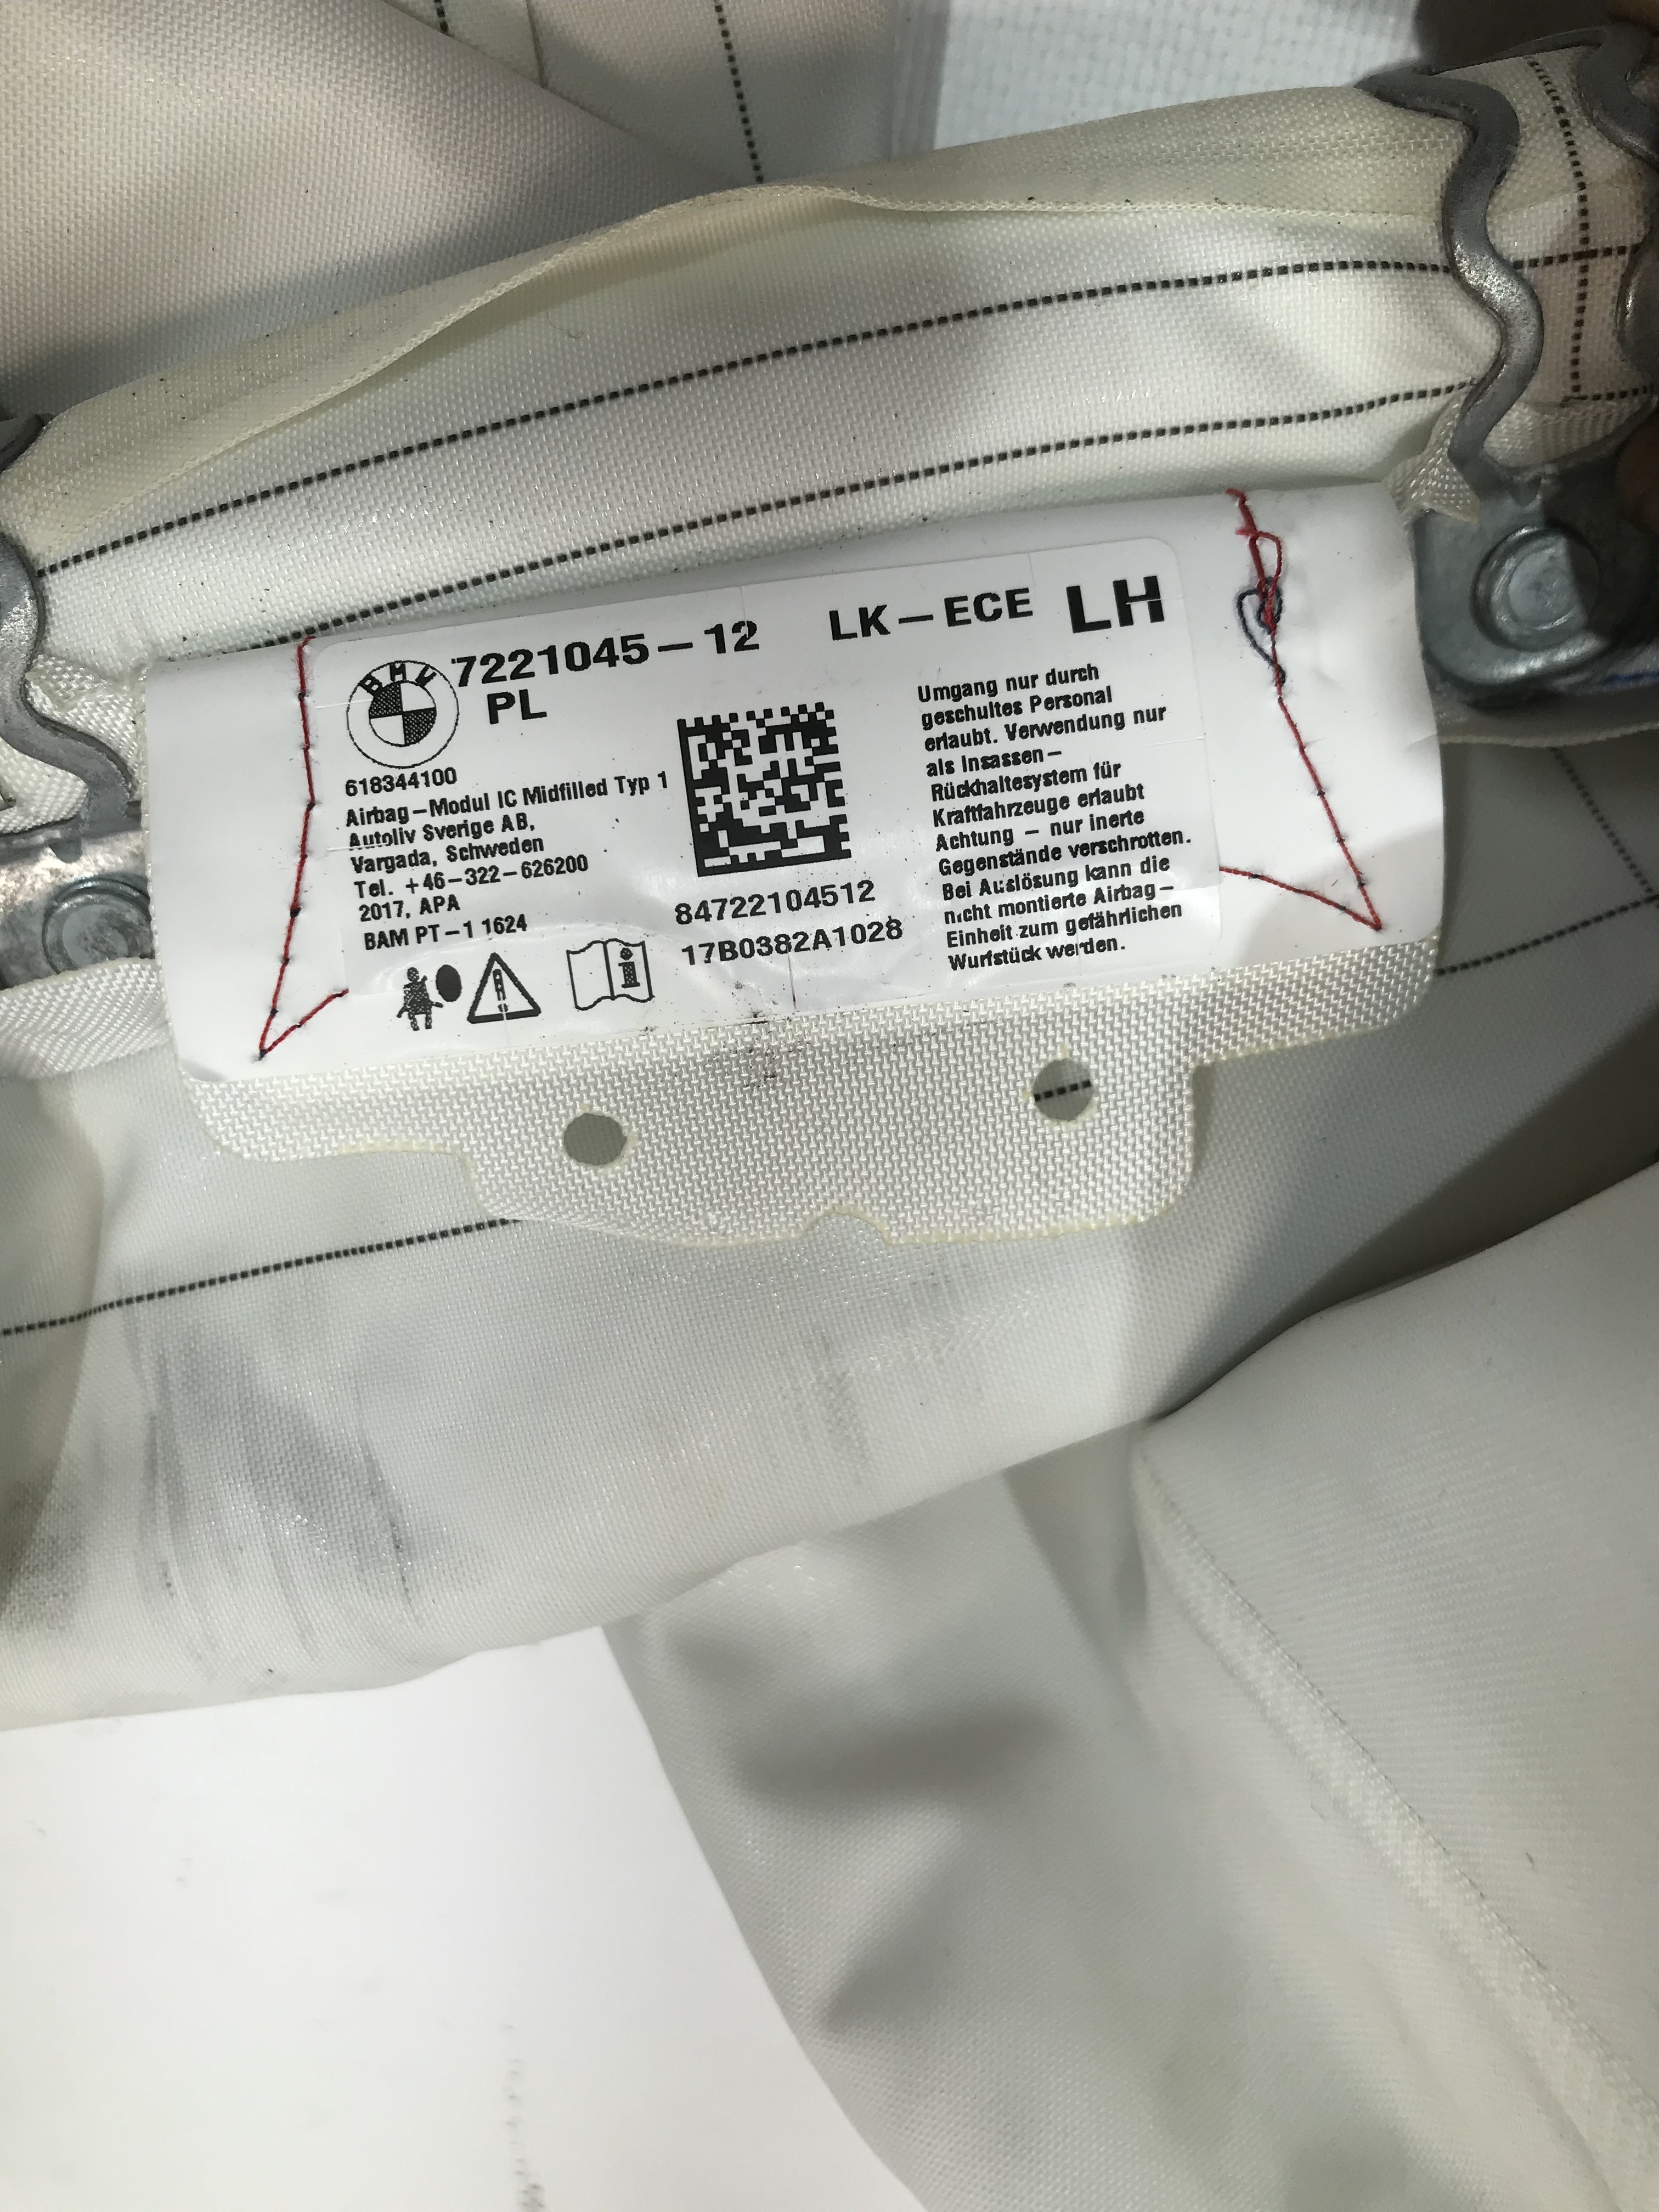 7221045-12 LK-ECE LH
BMW
PL
618344100
Airbag-Modul IC Midfilled Typ 1
Autoliv Sverige AB,
Vargada, Schweden
Tel. +46-322-626200
2017, APA
BAM PT-1 1624
84722104512
17B0382A1028
Umgang nur durch
geschultes Personal
erlaubt. Verwendung nur
als Insassen-
Rückhaltesystem für
Kraftfahrzeuge erlaubt
Achtung - nur inerte
Gegenstände verschrotten.
Bei Auslösung kann die
nicht montierte Airbag-
Einheit zum gefährlichen
Wurfstück werden.